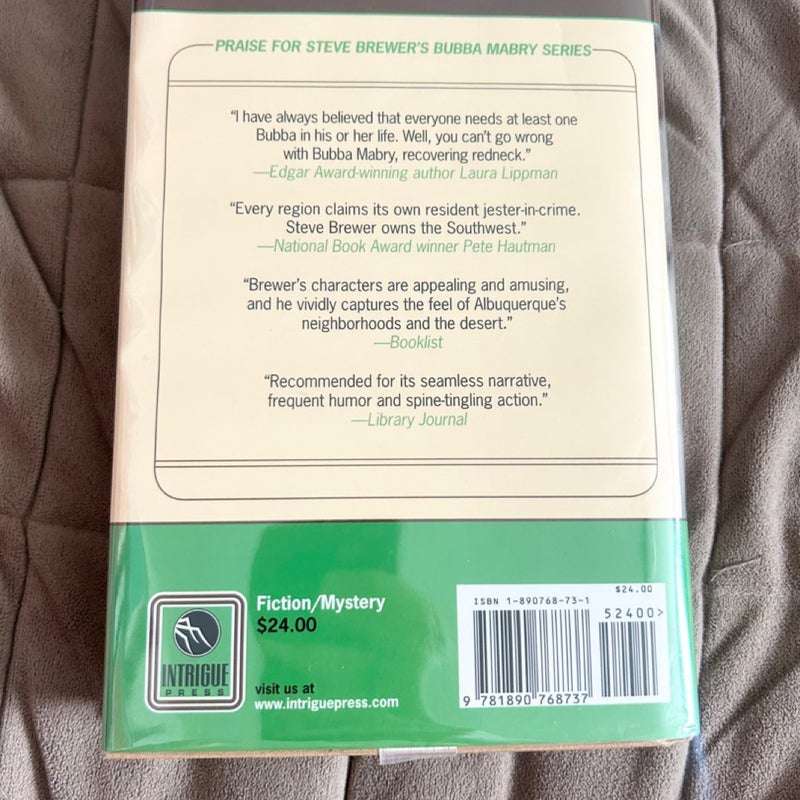 PRAISE FOR STEVE BREWER'S BUBBA MABRY SERIES
“I have always believed that everyone needs at least one
Bubba in his or her life. Well, you can’t go wrong
with Bubba Mabry, recovering redneck.”
—Edgar Award-winning author Laura Lippman
“Every region claims its own resident jester-in-crime.
Steve Brewer owns the Southwest.”
—National Book Award winner Pete Hautman
“Brewer’s characters are appealing and amusing,
and he vividly captures the feel of Albuquerque’s
neighborhoods and the desert.”
—Booklist
“Recommended for its seamless narrative,
frequent humor and spine-tingling action.”
—Library Journal
INTRIGUE
PRESS
Fiction/Mystery
$24.00
visit us at
www.intriguepress.com
$24.00
ISBN 1-890768-73-1
52400>
9 781890 768737